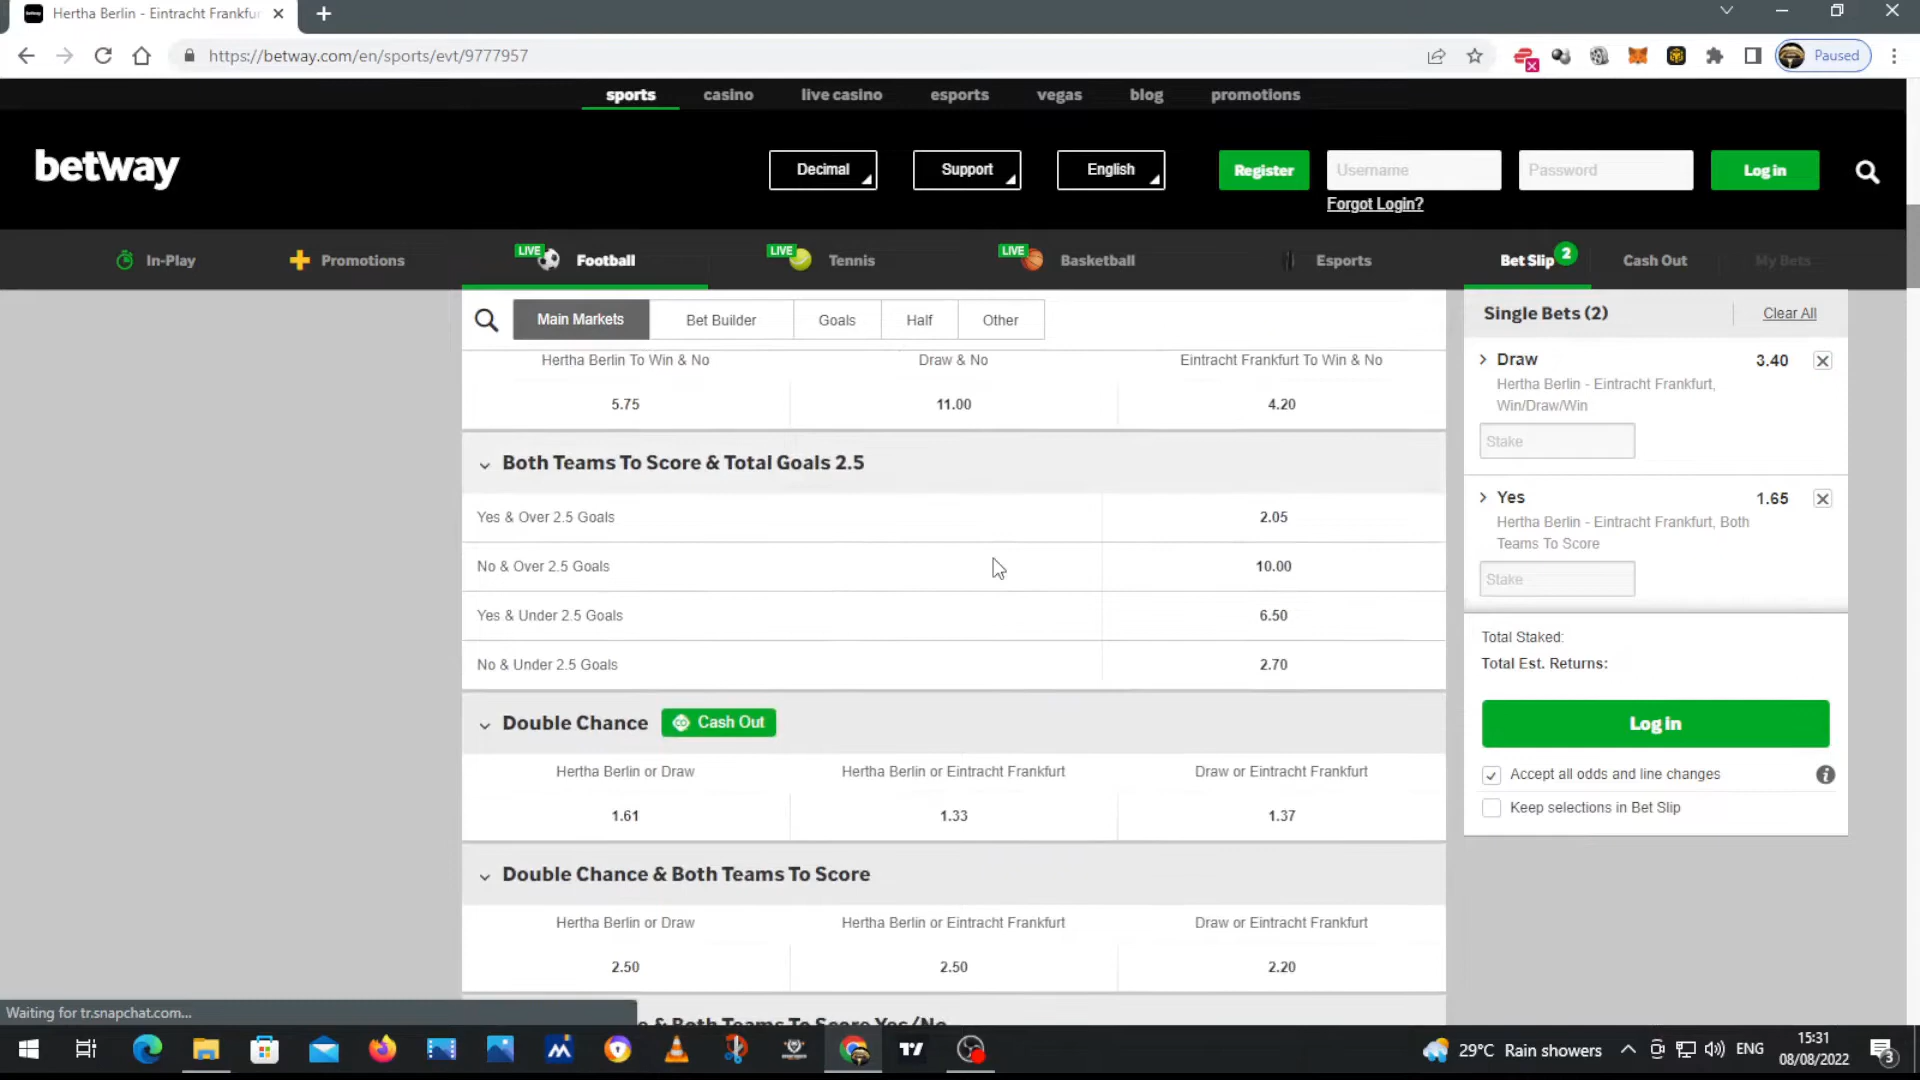 Hertha Berlin - Eintracht Frankfur
https://betway.com/en/sports/evt/9777957
Paused
sports casino live casino esports vegas blog promotions
betway
Decimal Support English Register Username Password Log in
Forgot Login?
In-Play Promotions LIVE Football LIVE Tennis LIVE Basketball Esports Bet Slip 2 Cash Out My Bets
Main Markets Bet Builder Goals Half Other
Hertha Berlin To Win & No Draw & No Eintracht Frankfurt To Win & No
5.75 11.00 4.20
Both Teams To Score & Total Goals 2.5
Yes & Over 2.5 Goals 2.05
No & Over 2.5 Goals 10.00
Yes & Under 2.5 Goals 6.50
No & Under 2.5 Goals 2.70
Double Chance Cash Out
Hertha Berlin or Draw Hertha Berlin or Eintracht Frankfurt Draw or Eintracht Frankfurt
1.61 1.33 1.37
Double Chance & Both Teams To Score
Hertha Berlin or Draw Hertha Berlin or Eintracht Frankfurt Draw or Eintracht Frankfurt
2.50 2.50 2.20
& Both Teams To Score Yes/No
Single Bets (2) Clear All
Draw 3.40
Hertha Berlin - Eintracht Frankfurt,
Win/Draw/Win
Stake
Yes 1.65
Hertha Berlin - Eintracht Frankfurt, Both
Teams To Score
Stake
Total Staked:
Total Est. Returns:
Log in
Accept all odds and line changes
Keep selections in Bet Slip
Waiting for tr.snapchat.com...
29°C Rain showers ENG
15:31
08/08/2022
3